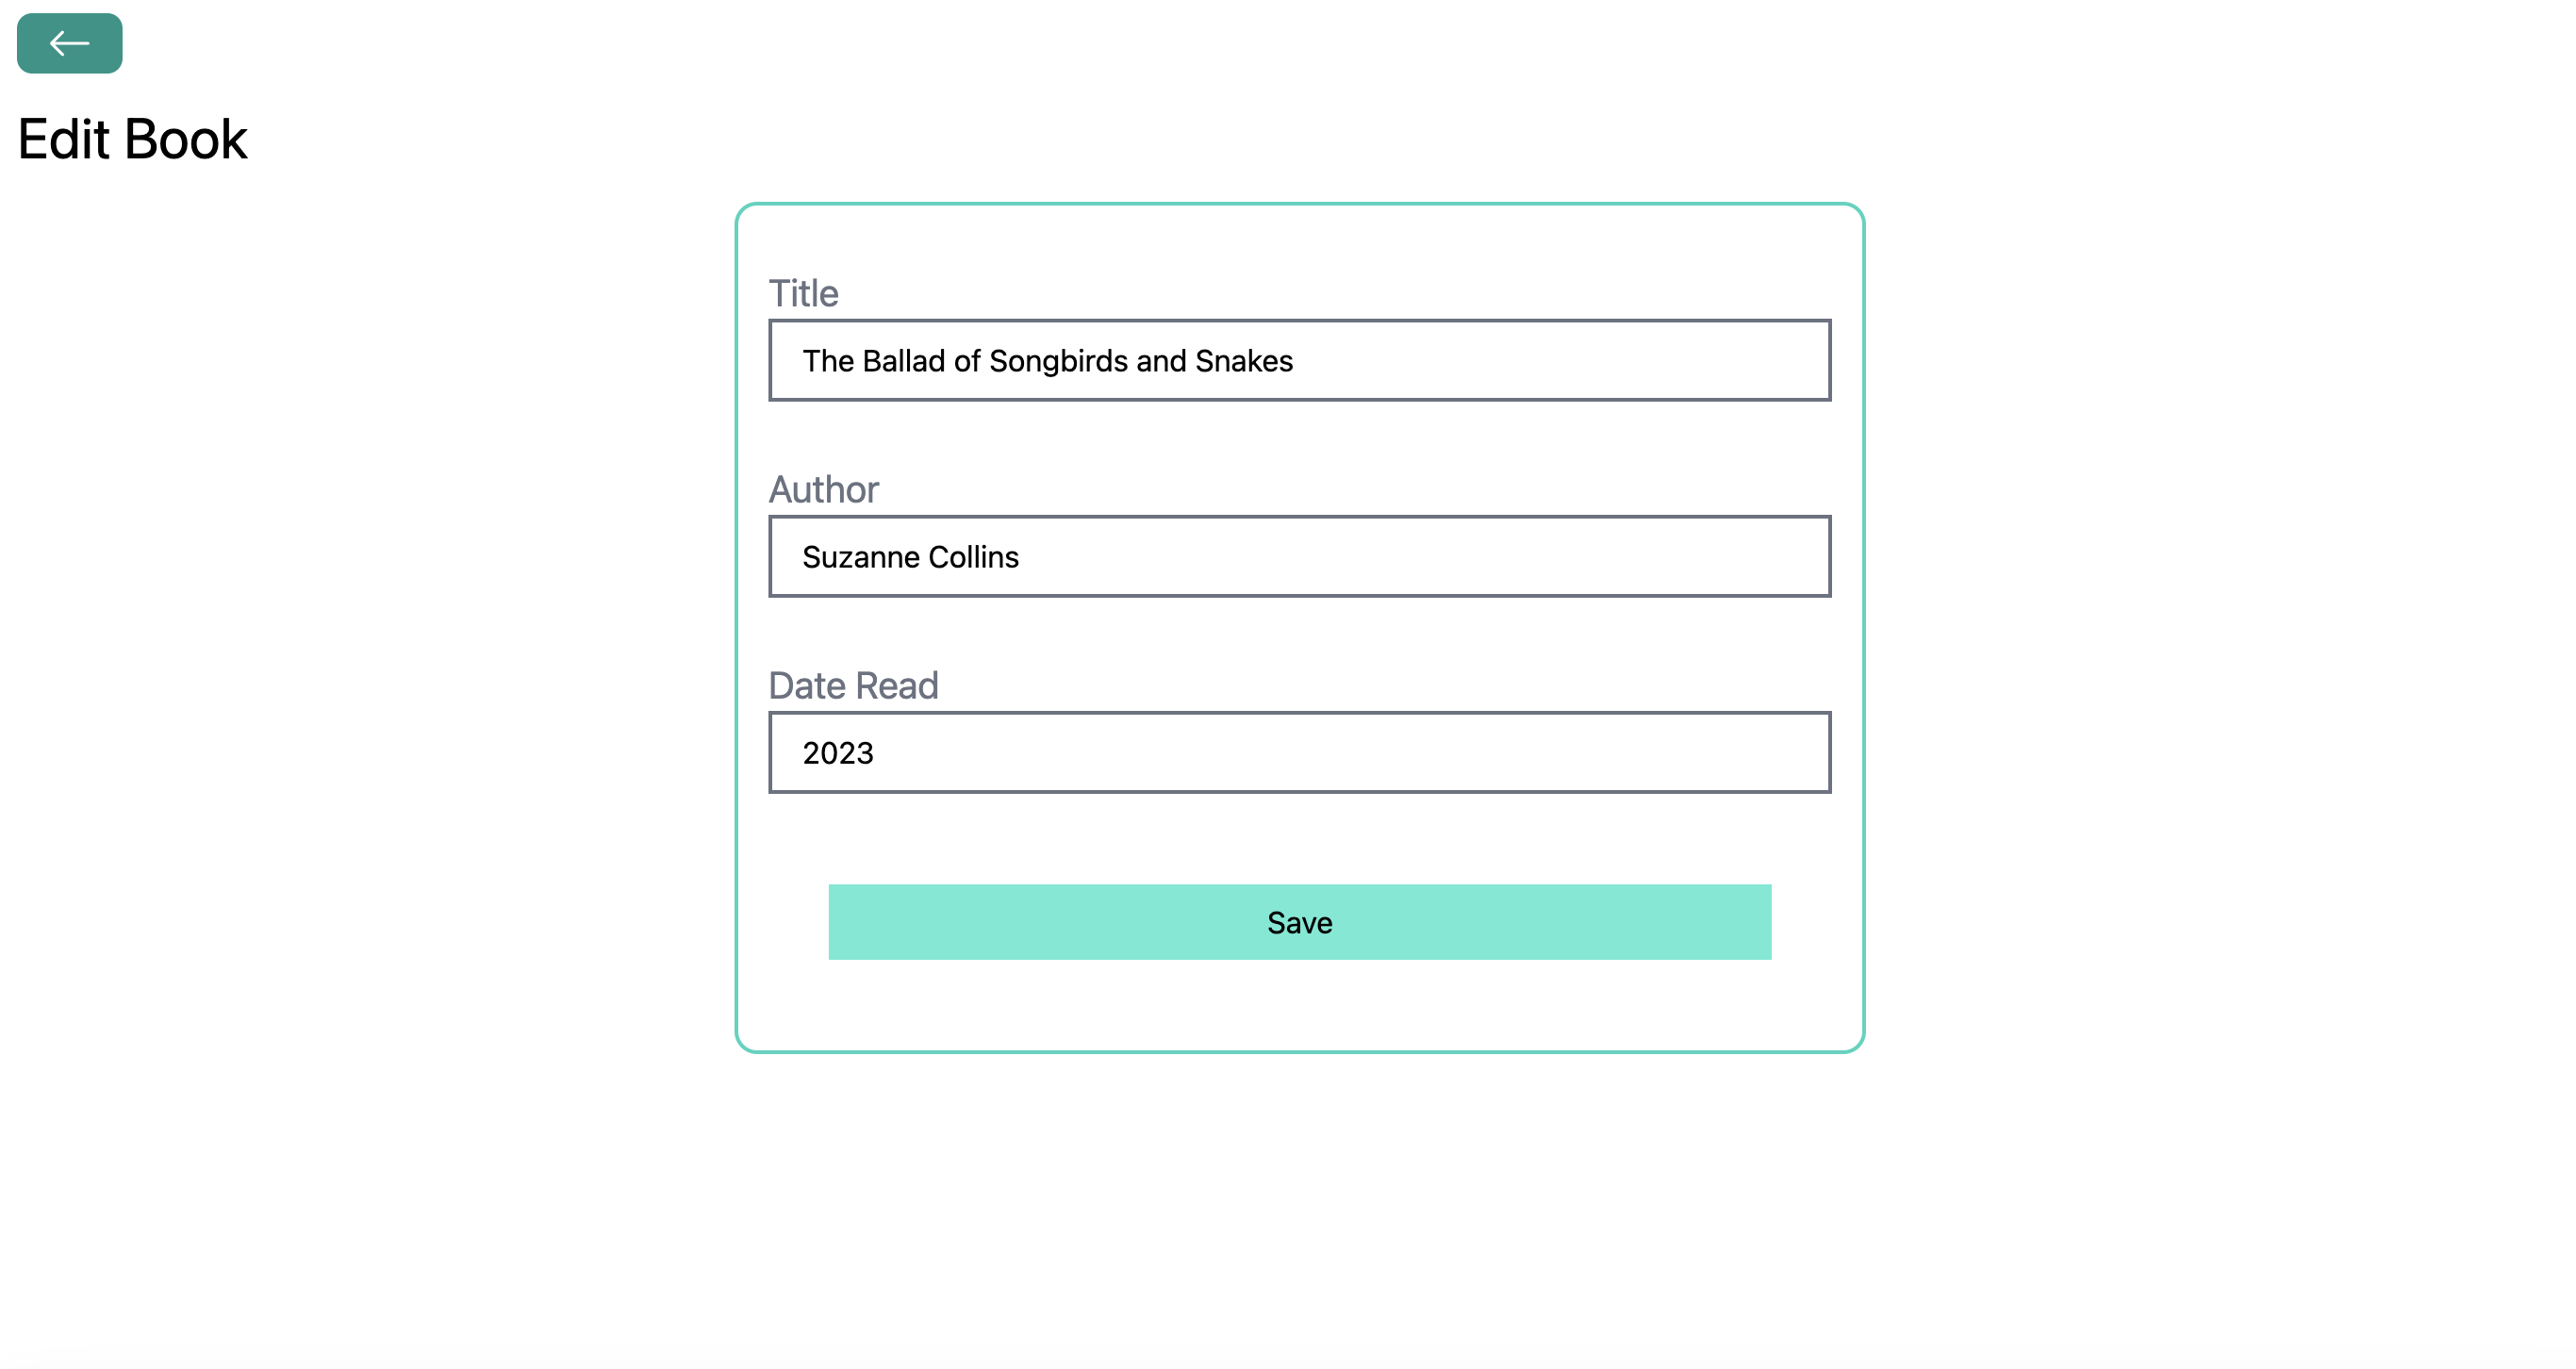 Edit Book
Title
The Ballad of Songbirds and Snakes
Author
Suzanne Collins
Date Read
2023
Save